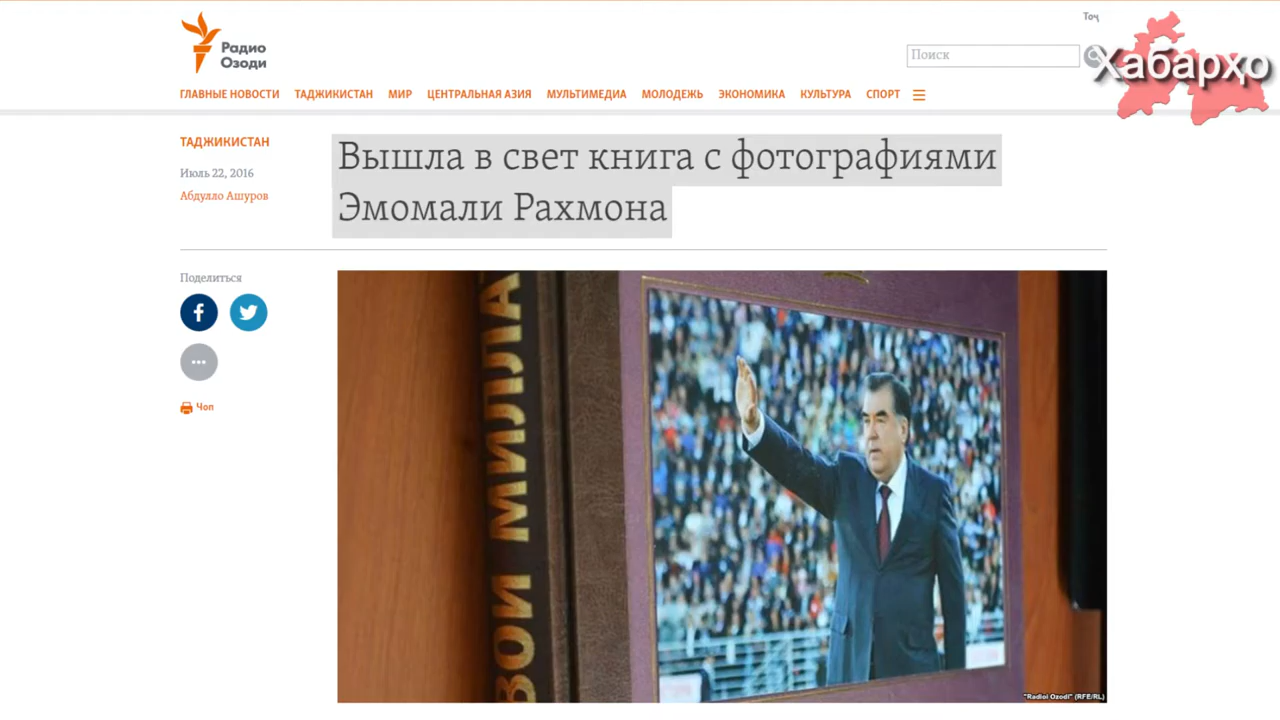 Радио
Озоди
Тоҷ
Поиск
Хабарҳо
ГЛАВНЫЕ НОВОСТИ ТАДЖИКИСТАН МИР ЦЕНТРАЛЬНАЯ АЗИЯ МУЛЬТИМЕДИА МОЛОДЕЖЬ ЭКОНОМИКА КУЛЬТУРА СПОРТ
ТАДЖИКИСТАН
Июль 22, 2016
Абдулло Ашуров
Вышла в свет книга с фотографиями
Эмомали Рахмона
Поделиться
Чоп
ВОИ МИЛЛА
"Radioi Ozodi" (RFE/RL)